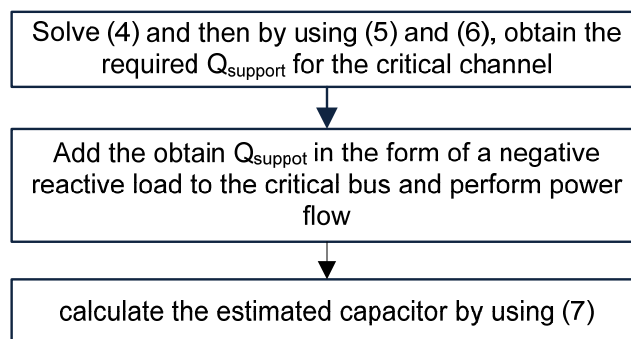 Solve (4) and then by using (5) and (6), obtain the
required Qsupport for the critical channel
Add the obtain Qsuppot in the form of a negative
reactive load to the critical bus and perform power
flow
calculate the estimated capacitor by using (7)